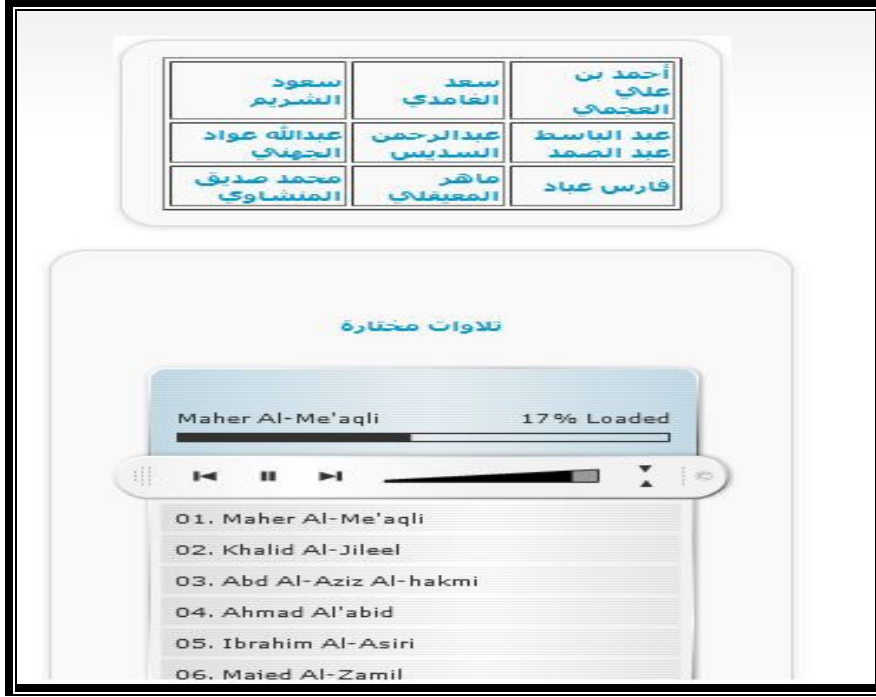 أحمد بن
علي
العجمي
سعد
الغامدي
سعود
الشريم
عبد الباسط
عبد الصمد
عبدالرحمن
السديس
عبدالله عواد
الجهني
فارس عباد
ماهر
المعيقلي
محمد صديق
المنشاوي
تلاوات مختارة
Maher Al-Me'aqli 17% Loaded
01. Maher Al-Me'aqli
02. Khalid Al-Jileel
03. Abd Al-Aziz Al-hakmi
04. Ahmad Al'abid
05. Ibrahim Al-Asiri
06. Majed Al-Zamil